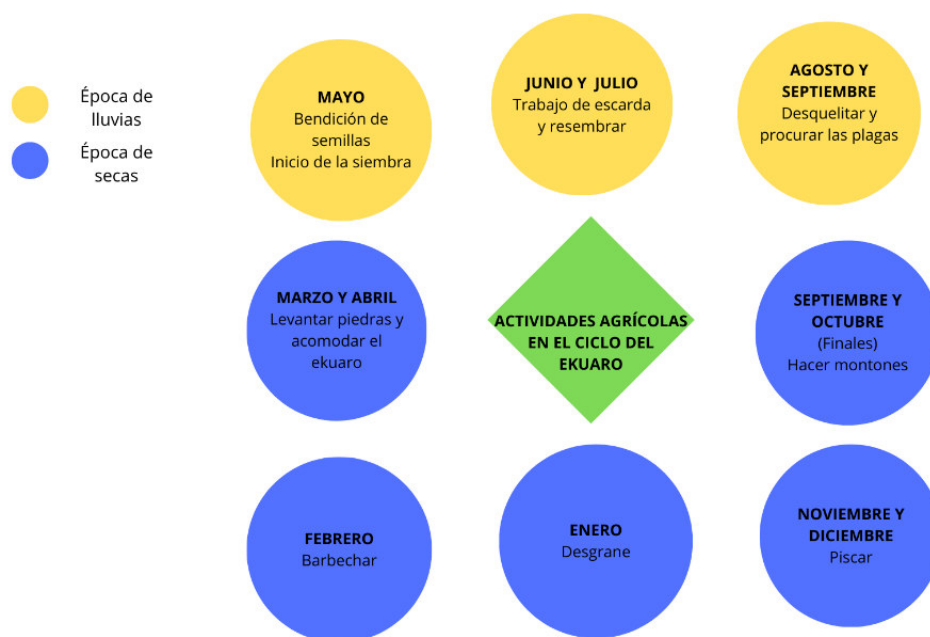 Época de
lluvias
Época de
secas
MAYO
Bendición de
semillas
Inicio de la siembra
JUNIO Y JULIO
Trabajo de escarda
y resembrar
AGOSTO Y
SEPTIEMBRE
Desquelitar y
procurar las plagas
MARZO Y ABRIL
Levantar piedras y
acomodar el
ekuaro
ACTIVIDADES AGRÍCOLAS
EN EL CICLO DEL
EKUARO
SEPTIEMBRE Y
OCTUBRE
(Finales)
Hacer montones
FEBRERO
Barbechar
ENERO
Desgrane
NOVIEMBRE Y
DICIEMBRE
Piscar